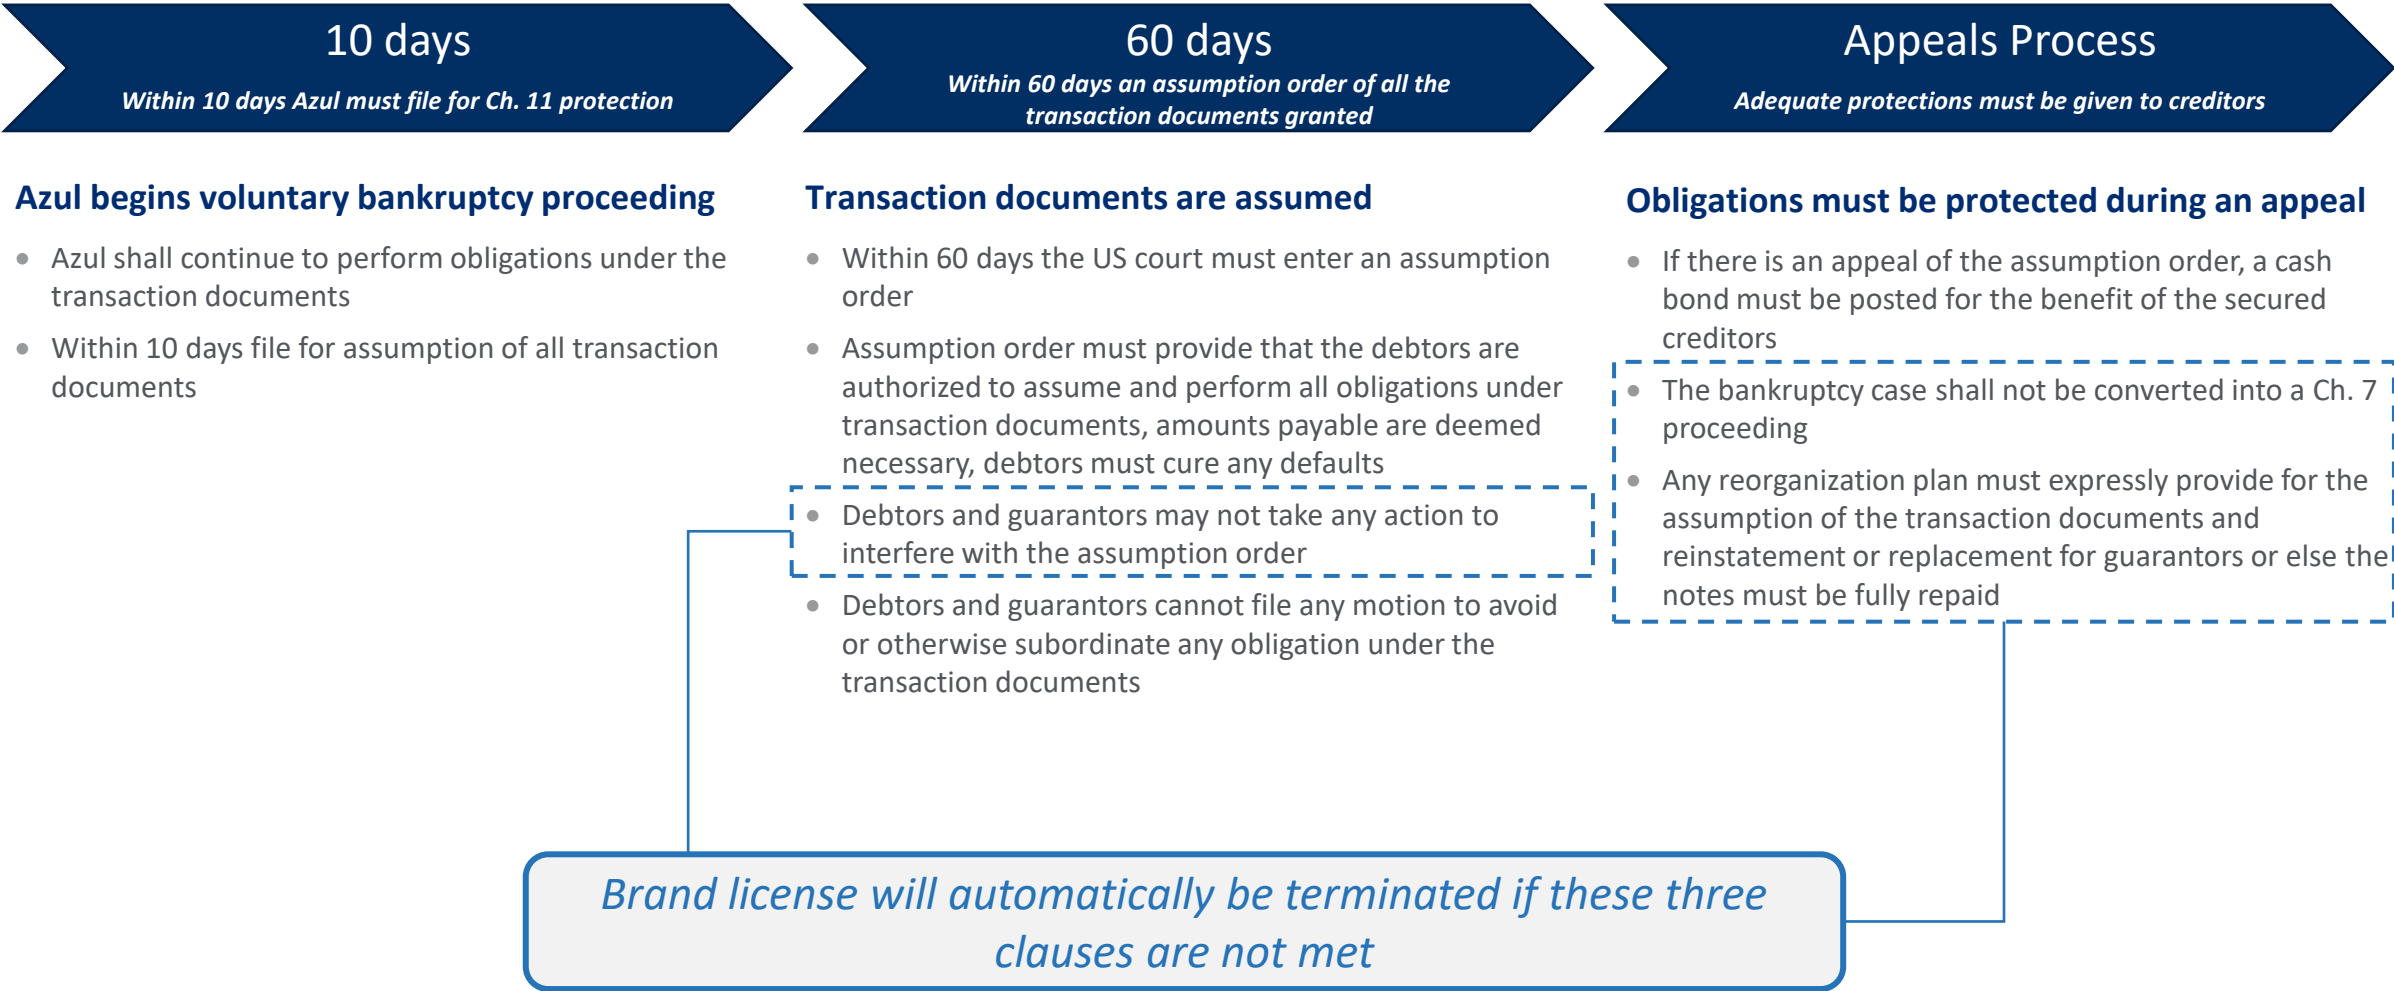 10 days
Within 10 days Azul must file for Ch. 11 protection
Azul begins voluntary bankruptcy proceeding
• Azul shall continue to perform obligations under the
transaction documents
• Within 10 days file for assumption of all transaction
documents
60 days
Within 60 days an assumption order of all the
transaction documents granted
Transaction documents are assumed
• Within 60 days the US court must enter an assumption
order
• Assumption order must provide that the debtors are
authorized to assume and perform all obligations under
transaction documents, amounts payable are deemed
necessary, debtors must cure any defaults
• Debtors and guarantors may not take any action to
interfere with the assumption order
• Debtors and guarantors cannot file any motion to avoid
or otherwise subordinate any obligation under the
transaction documents
Appeals Process
Adequate protections must be given to creditors
Obligations must be protected during an appeal
• If there is an appeal of the assumption order, a cash
bond must be posted for the benefit of the secured
creditors
• The bankruptcy case shall not be converted into a Ch. 7
proceeding
• Any reorganization plan must expressly provide for the
assumption of the transaction documents and
reinstatement or replacement for guarantors or else the
notes must be fully repaid
Brand license will automatically be terminated if these three
clauses are not met